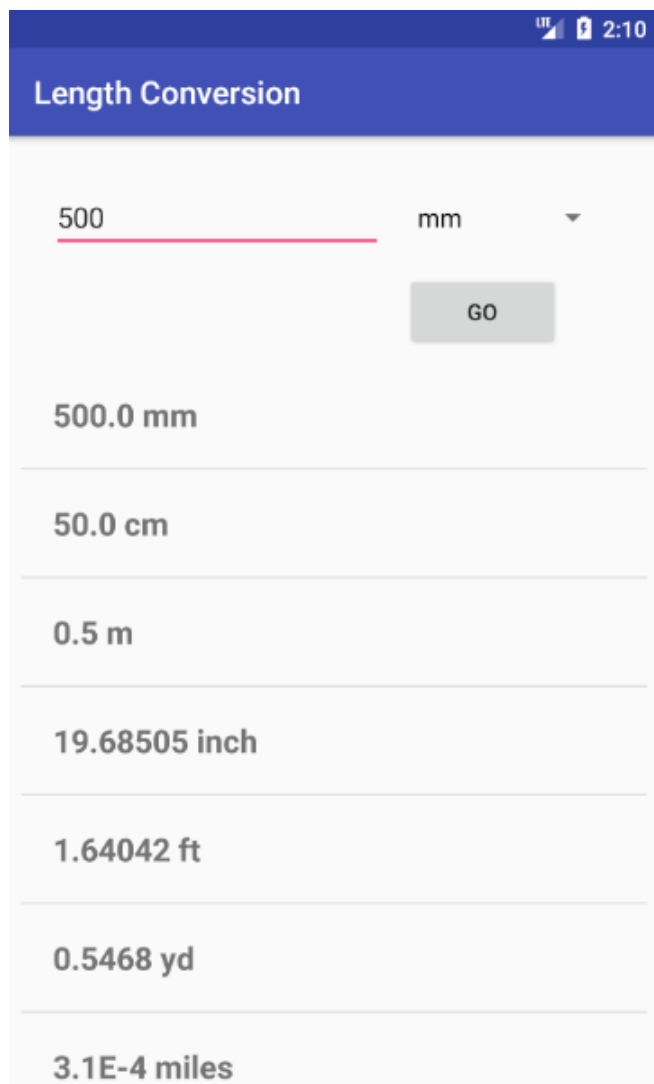 LTE 2:10
Length Conversion
500 mm
GO
500.0 mm
50.0 cm
0.5 m
19.68505 inch
1.64042 ft
0.5468 yd
3.1E-4 miles